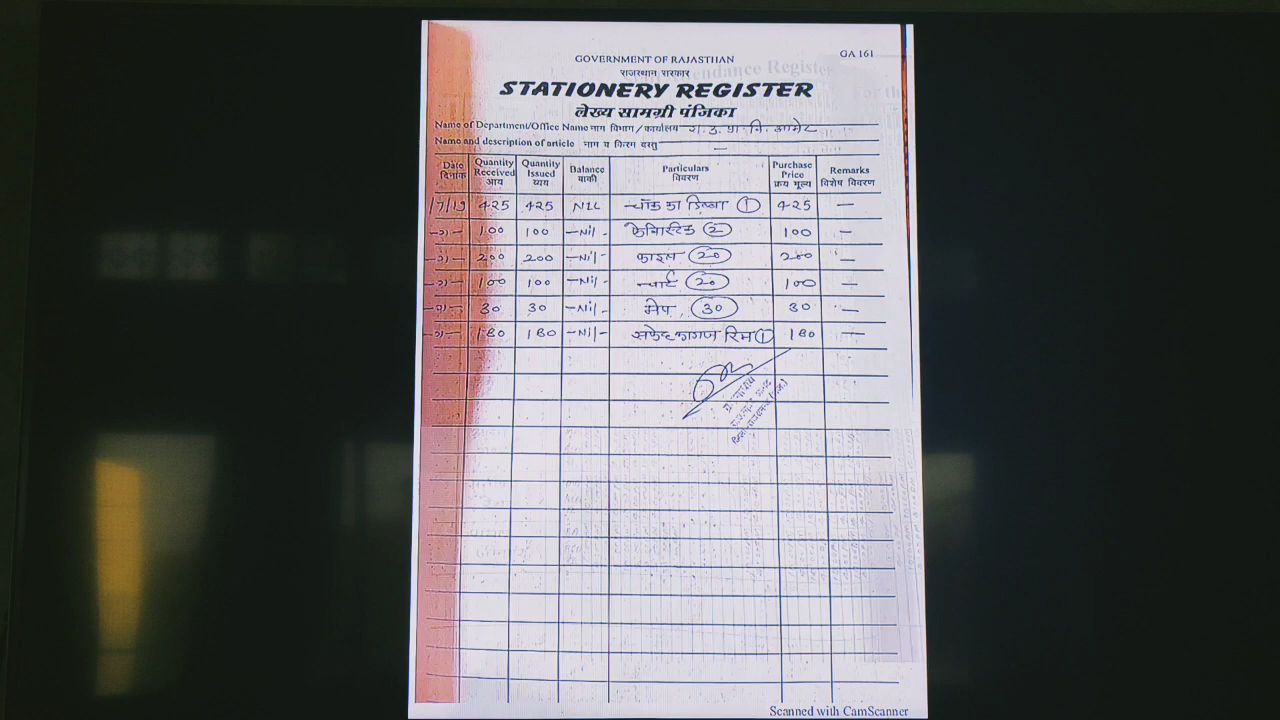 GA 161
GOVERNMENT OF RAJASTHAN
राजस्थान सरकार
STATIONERY REGISTER
लेख्य सामग्री पंजिका
Name of Department/Office Name नाम विभाग / कार्यालय रा. उ. प्रा. वि. आमेट
Name and description of article नाम व किस्म वस्तु —
Date दिनांक Quantity Received आय Quantity Issued व्यय Balance बाकी Particulars विवरण Purchase Price क्रय मूल्य Remarks विशेष विवरण
/7/19 425 425 NIL चॉक का डिब्बा 1 425 —
100 100 -Nil- 2 100 —
200 200 -Nil- फाइल 20 200 —
100 100 -Nil- चार्ट 20 100 —
30 30 -Nil- मेप 30 30 —
180 180 -Nil- सफेद कागज रिम 1 180 —
Scanned with CamScanner